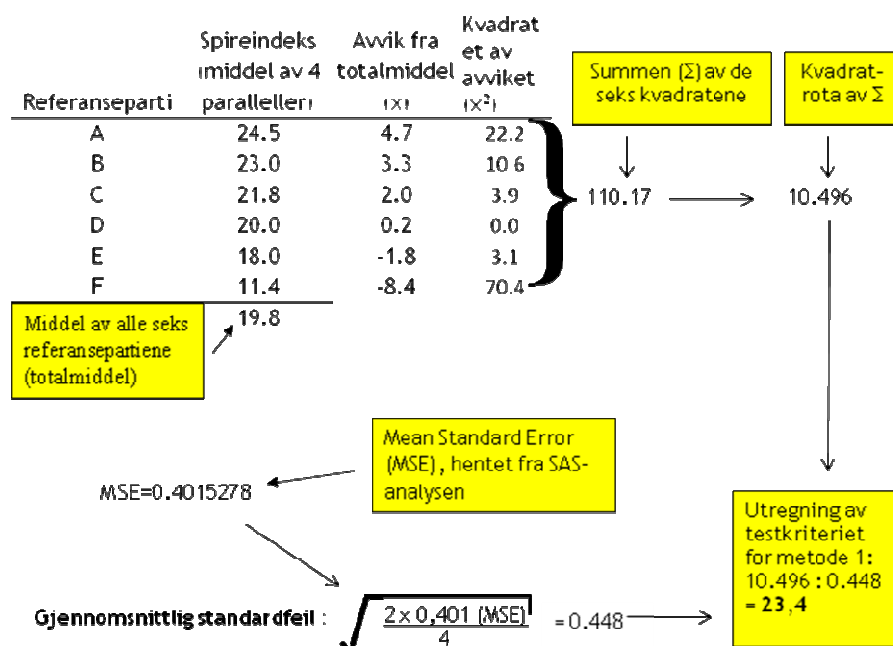 Referanseparti
Spireindeks
(middel av 4
paralleller)
Avvik fra
totalmiddel
(x)
Kvadrat
et av
avviket
(x²)
Summen (Σ) av de
seks kvadratene
Kvadrat-
rota av Σ
A 24.5 4.7 22.2
B 23.0 3.3 10.6
C 21.8 2.0 3.9
D 20.0 0.2 0.0
E 18.0 -1.8 3.1
F 11.4 -8.4 70.4
110.17 10.496
19.8
Middel av alle seks
referansepartiene
(totalmiddel)
Mean Standard Error
(MSE), hentet fra SAS-
analysen
MSE=0.4015278
Gjennomsnittlig standardfeil :
2 x 0,401 (MSE)
4
=0.448
Utregning av
testkriteriet
for metode 1:
10.496 : 0.448
= 23,4